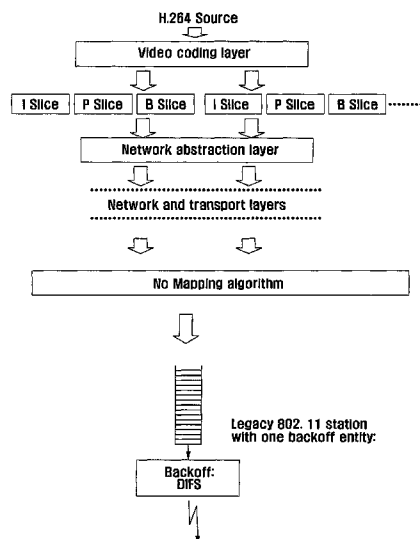 H.264 Source
Video coding layer
I Slice P Slice B Slice I Slice P Slice B Slice
Network abstraction layer
Network and transport layers
No Mapping algorithm
Legacy 802. 11 station
with one backoff entity:
Backoff:
DIFS